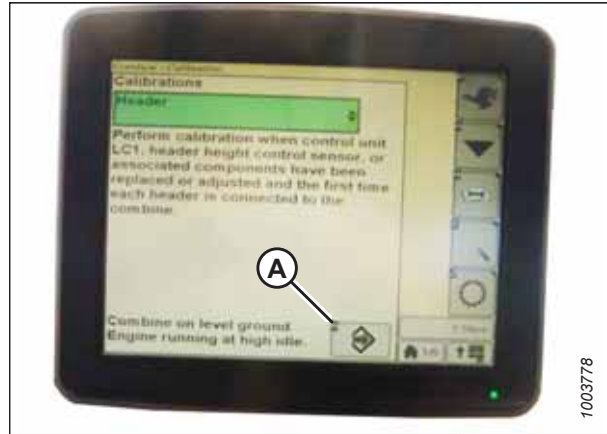 Combine - Calibration
Calibrations
Header
Perform calibration when control unit
LC1, header height control sensor, or
associated components have been
replaced or adjusted and the first time
each header is connected to the
combine.
A
Combine on level ground.
Engine running at high idle.
1003778